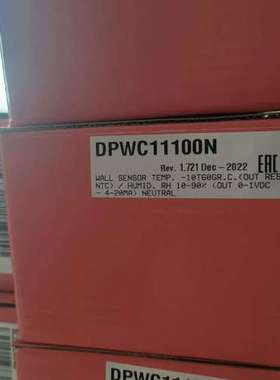 DPWC11100N
Rev. 1.721 Dec-2022
EAC
WALL SENSOR TEMP. -10T60GR.C.(OUT RES
NTC) / HUMID. RH 10-90% (OUT 0-1VDC
- 4-20MA) NEUTRAL